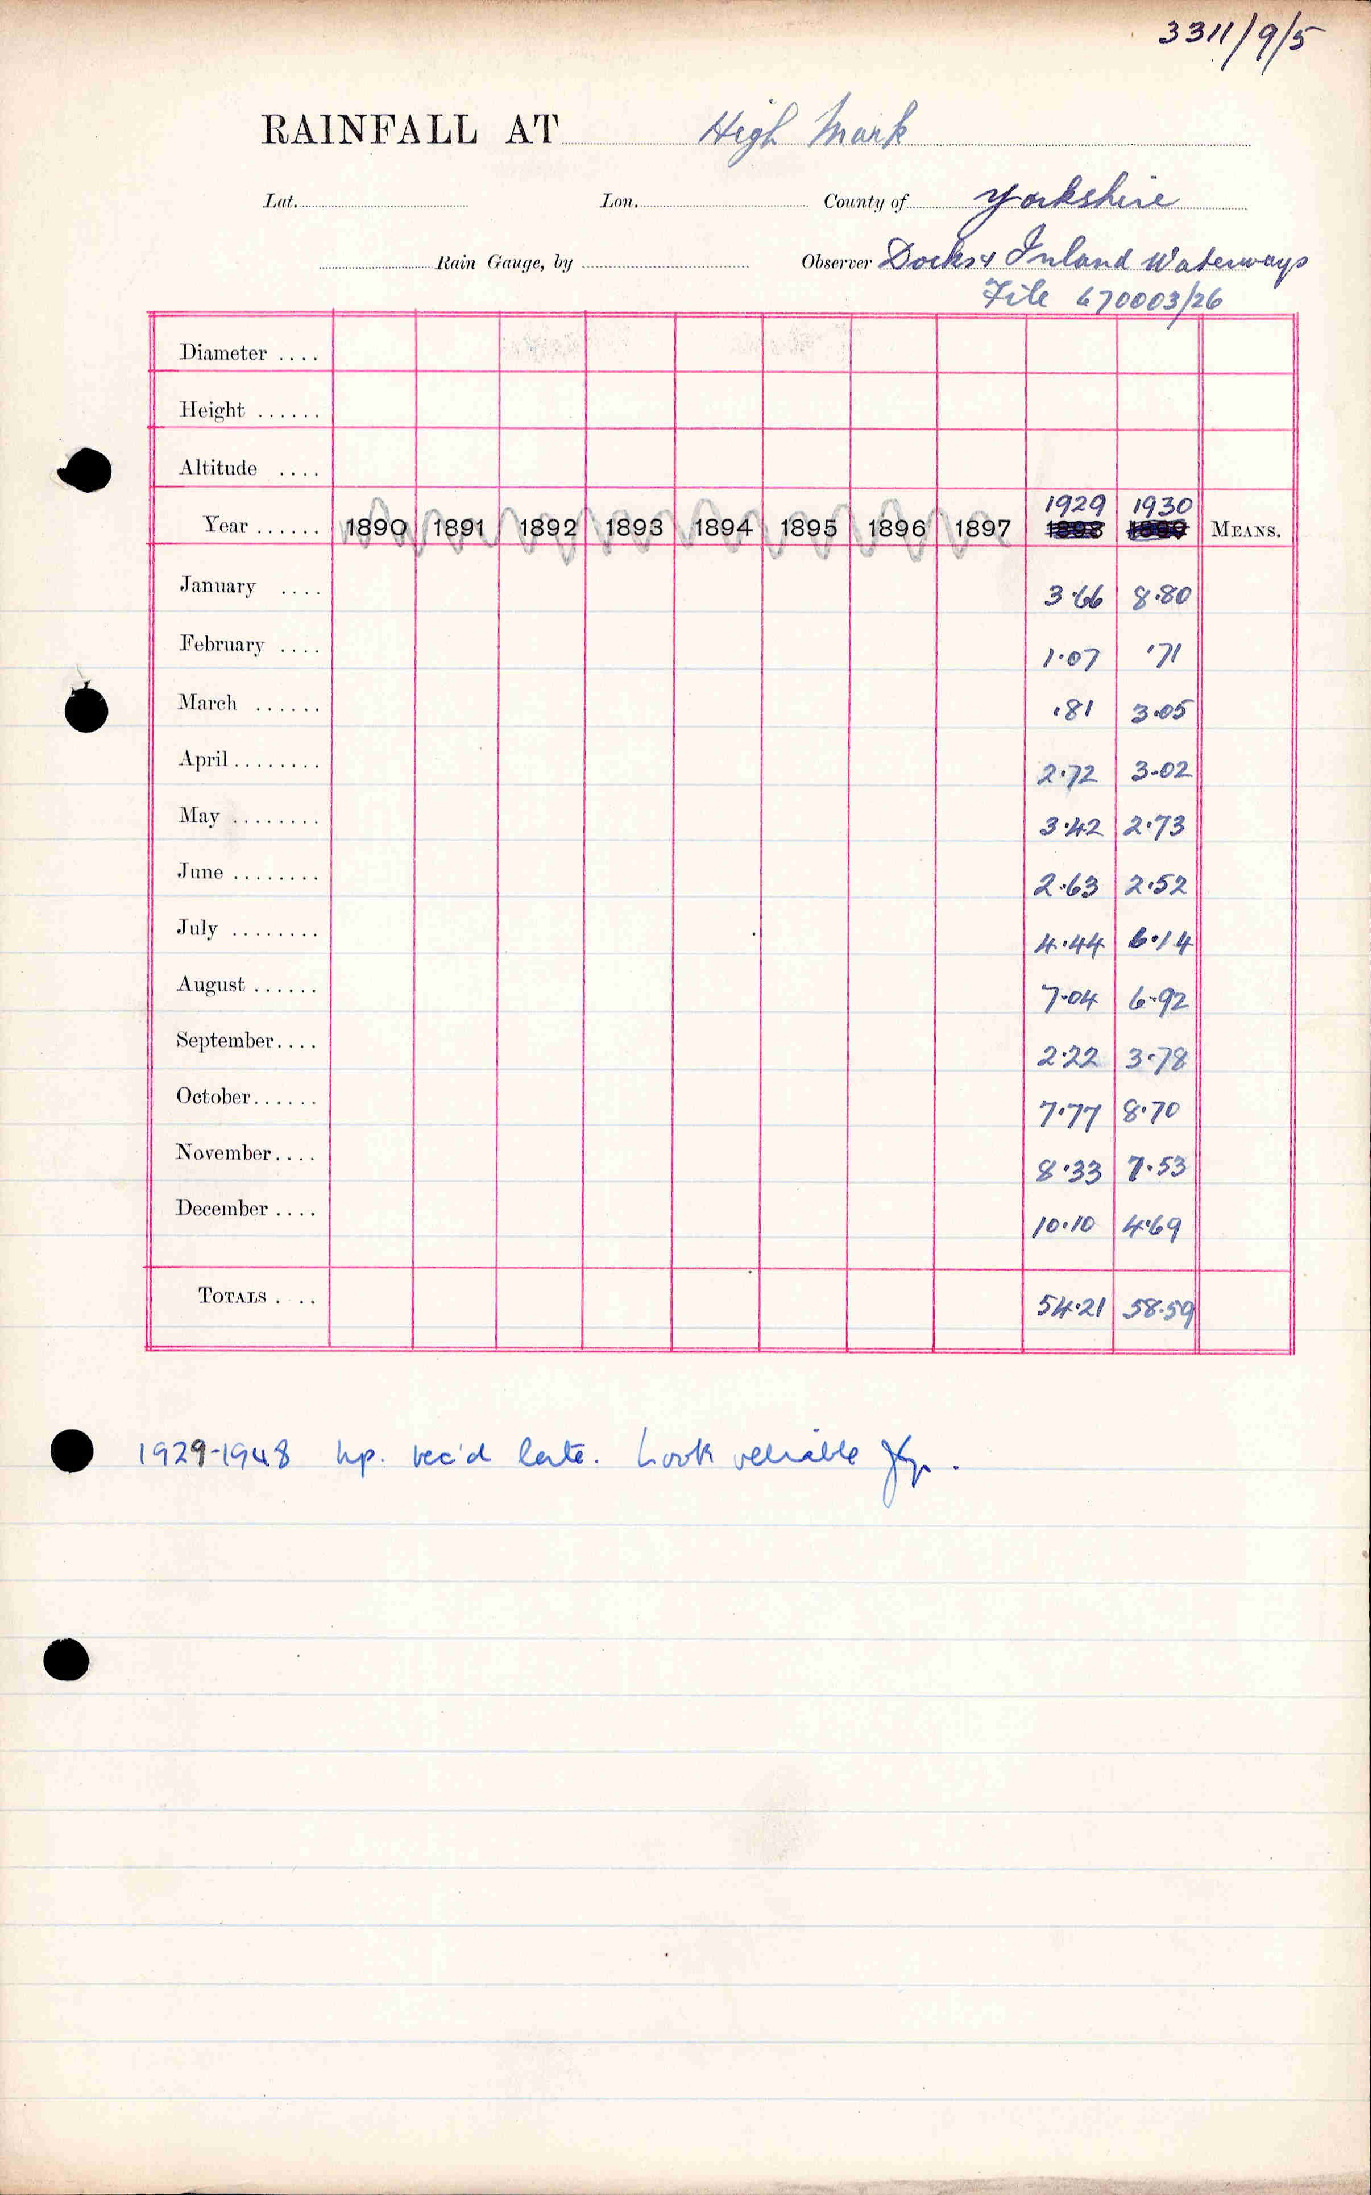 3311/9/5
RAINFALL AT High Mark
Lat. Lon. County of Yorkshire
Rain Gauge, by Observer Docks & Inland Waterways
File 670003/26
Diameter ....
Height ......
Altitude ....
1929 1930
Year ...... 1890 1891 1892 1893 1894 1895 1896 1897 1898 1899 MEANS.
January .... 3.66 8.80
February .... 1.07 .71
March ...... .81 3.05
April ........ 2.72 3.02
May ........ 3.42 2.73
June ........ 2.63 2.52
July ........ 4.44 6.14
August ...... 7.04 6.92
September .... 2.22 3.78
October ...... 7.77 8.70
November .... 8.33 7.53
December .... 10.10 4.69
TOTALS .... 54.21 58.59
1929-1948 hp. rec'd late. Look reliable